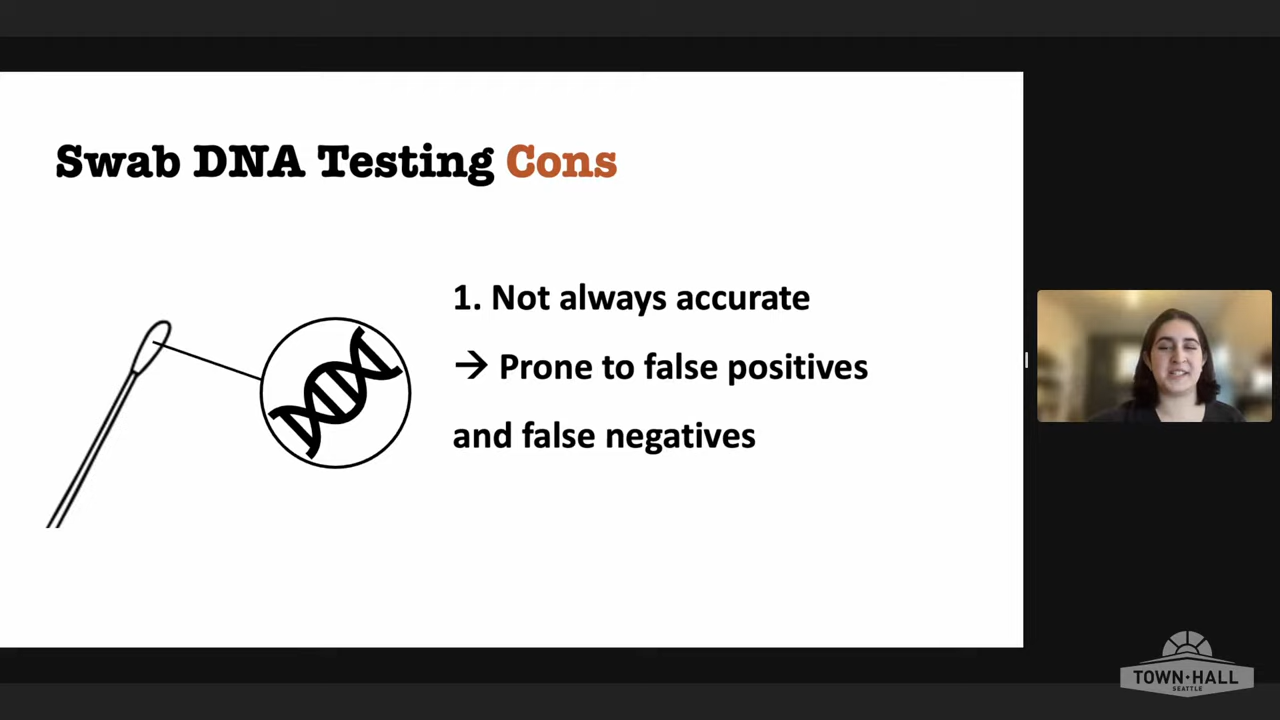 Swab DNA Testing Cons
1. Not always accurate
→ Prone to false positives
and false negatives
TOWN·HALL
SEATTLE